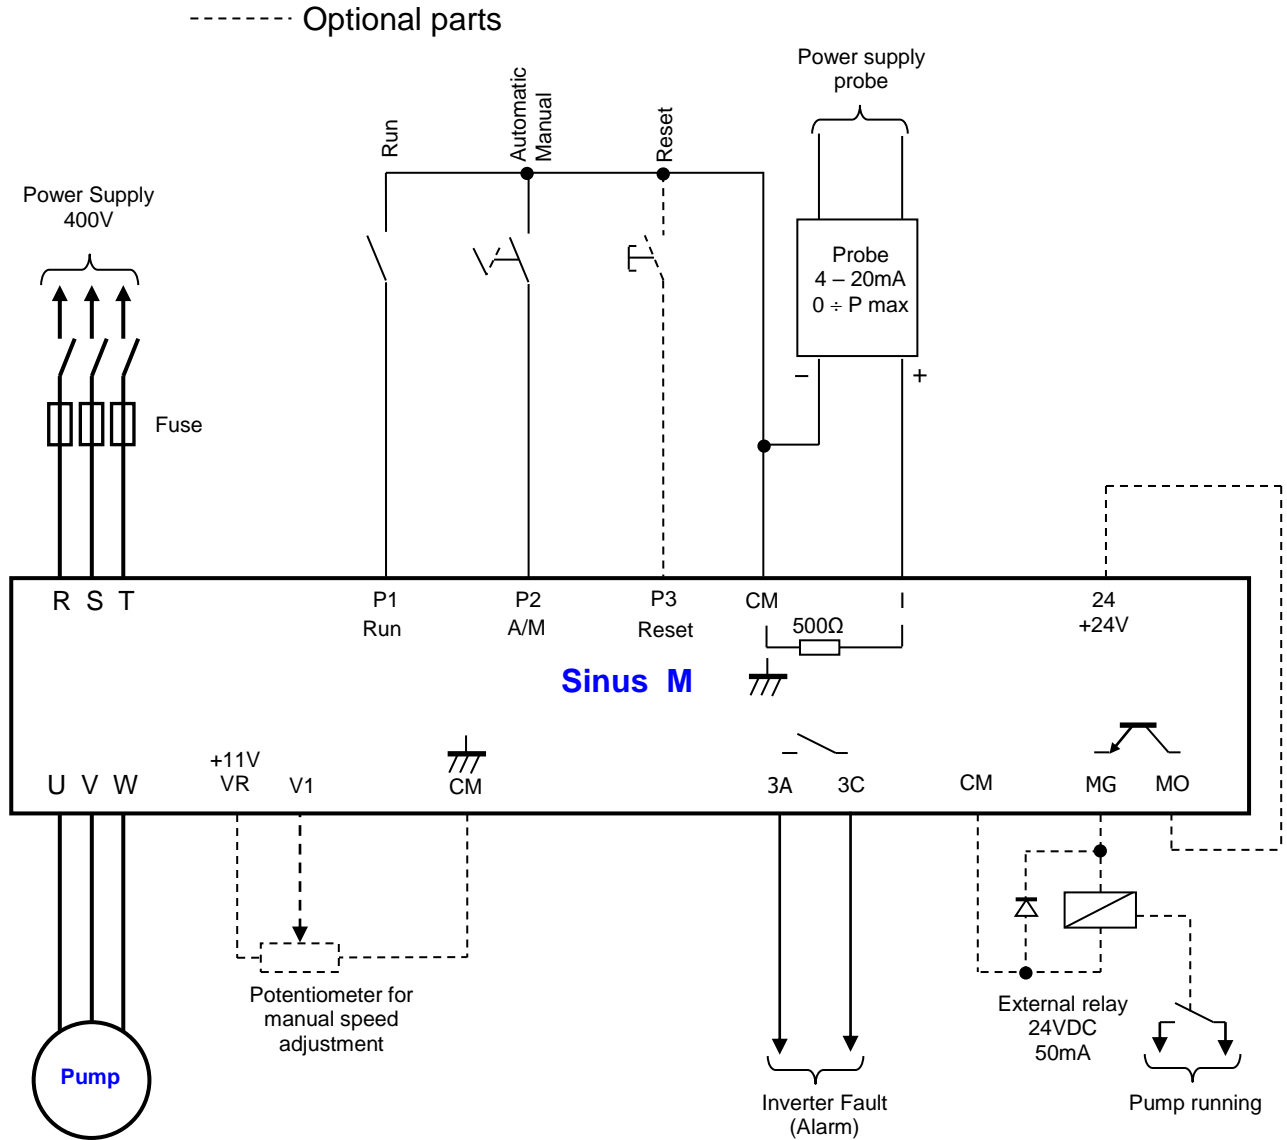 Optional parts
Power supply
probe
Run
Automatic
Manual
Reset
Power Supply
400V
Probe
4 – 20mA
0 ÷ P max
–
+
Fuse
R S T
P1
Run
P2
A/M
P3
Reset
CM
I
500Ω
24
+24V
Sinus M
U V W
+11V
VR
V1
CM
3A
3C
CM
MG
MO
Potentiometer for
manual speed
adjustment
Pump
Inverter Fault
(Alarm)
External relay
24VDC
50mA
Pump running